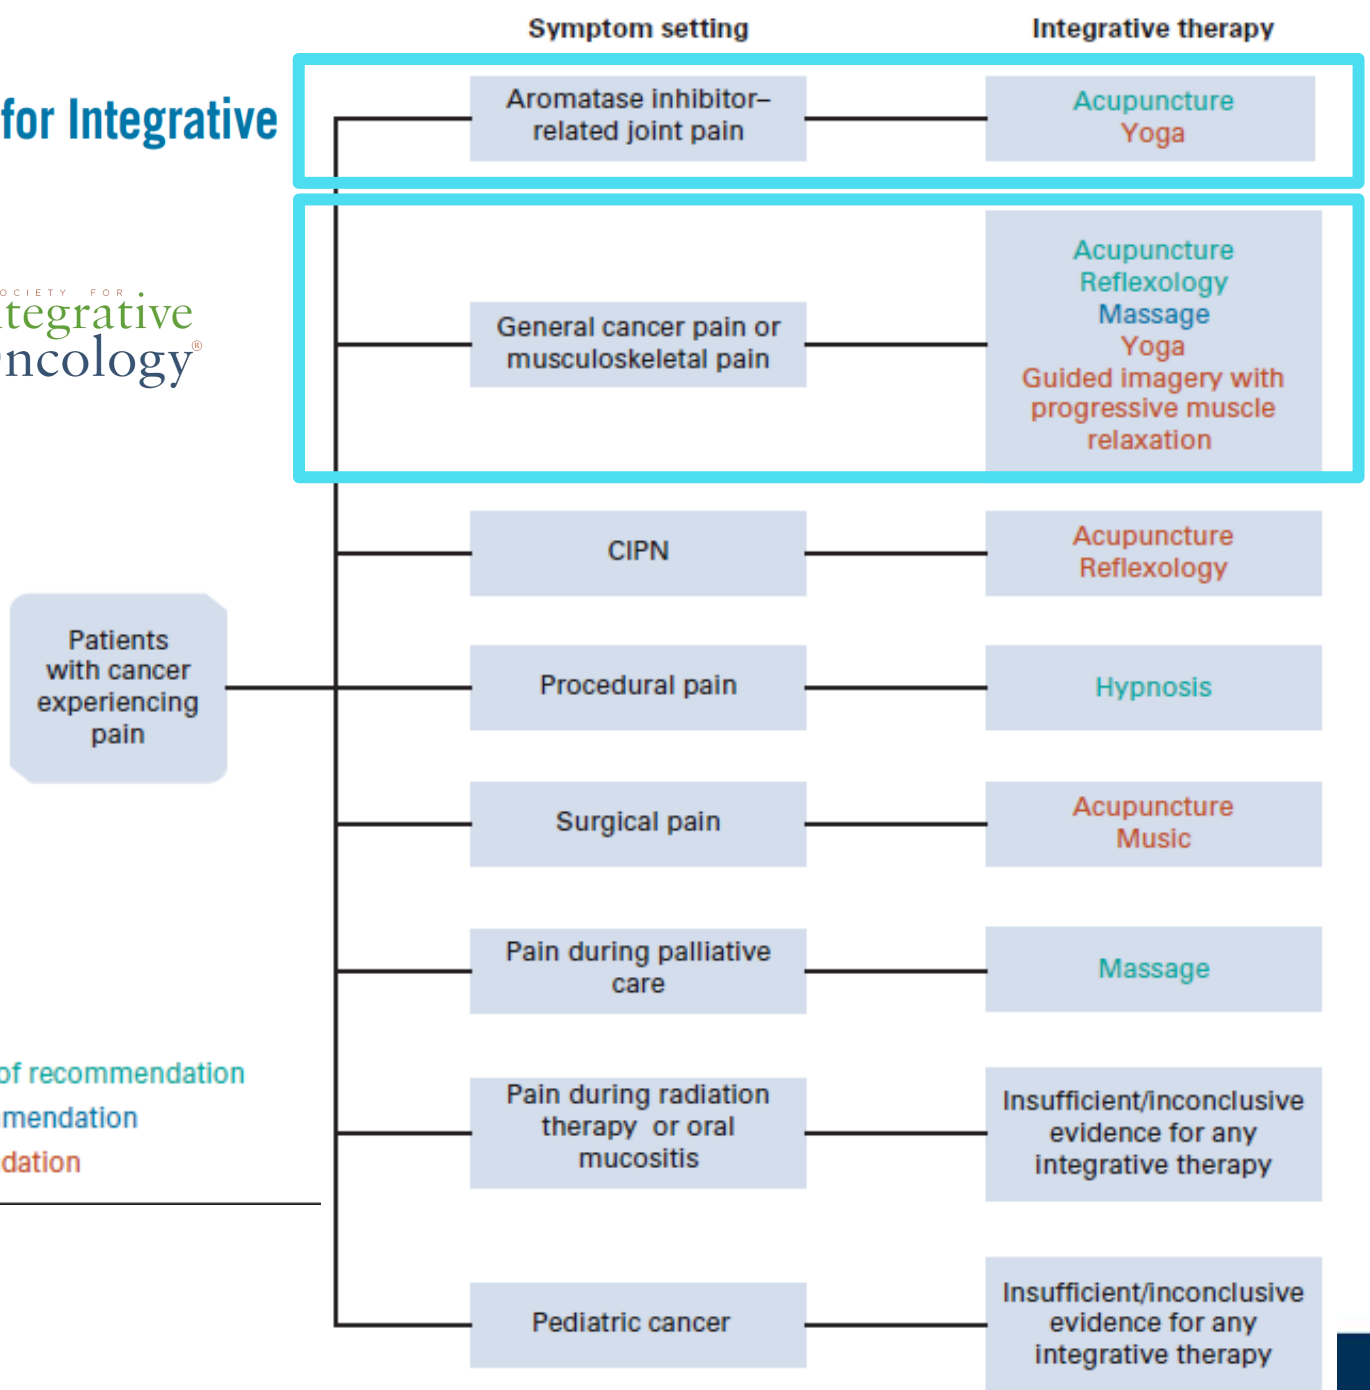 Symptom setting
Integrative therapy
for Integrative
Aromatase inhibitor–
related joint pain
Acupuncture
Yoga
OCIETY FOR
tegrative
ncology®
General cancer pain or
musculoskeletal pain
Acupuncture
Reflexology
Massage
Yoga
Guided imagery with
progressive muscle
relaxation
CIPN
Acupuncture
Reflexology
Patients
with cancer
experiencing
pain
Procedural pain
Hypnosis
Surgical pain
Acupuncture
Music
Pain during palliative
care
Massage
of recommendation
mendation
dation
Pain during radiation
therapy or oral
mucositis
Insufficient/inconclusive
evidence for any
integrative therapy
Pediatric cancer
Insufficient/inconclusive
evidence for any
integrative therapy